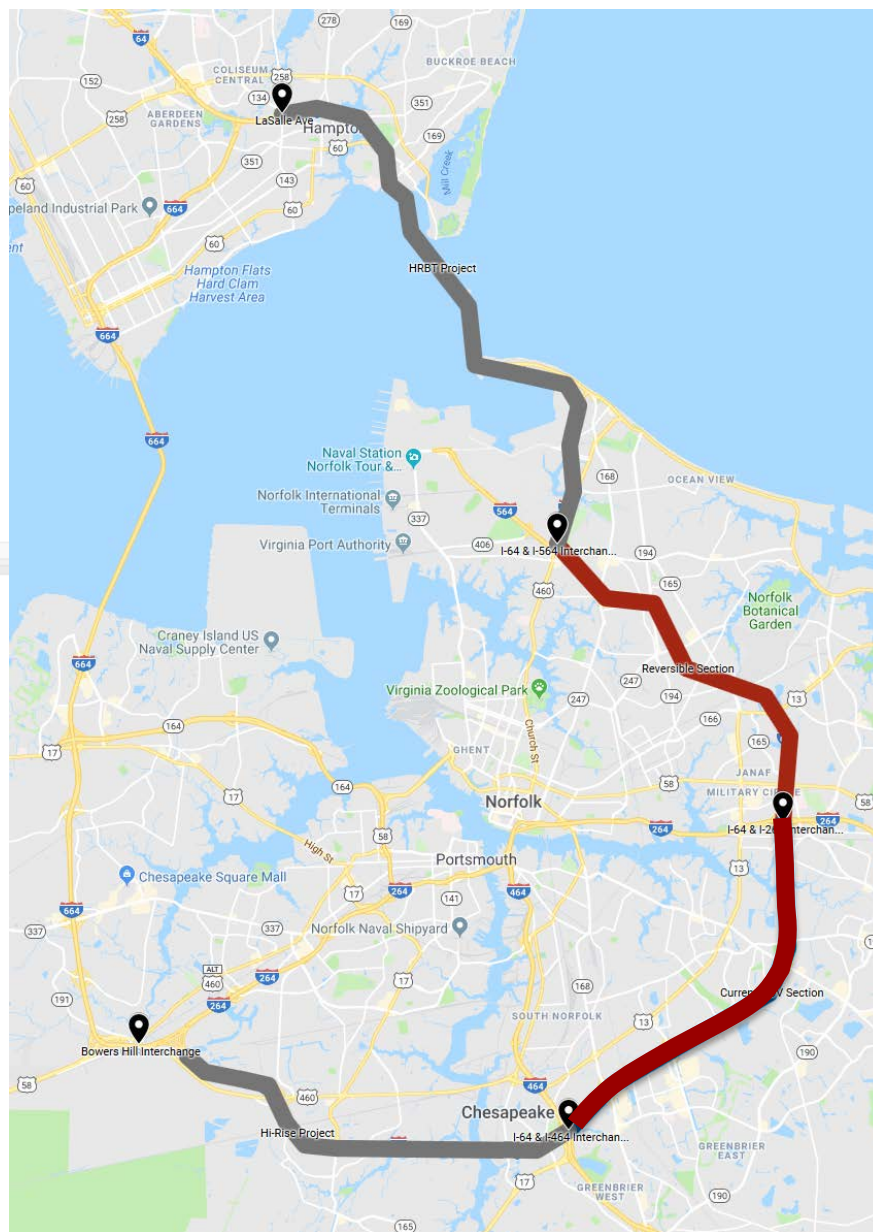 278
169
64
BUCKROE BEACH
COLISEUM
CENTRAL
258
152
134
351
ABERDEEN
GARDENS
LaSalle Ave
258
Hampton
169
60
351
Mill Creek
143
60
664
60
peland Industrial Park
60
ent
Hampton Flats
Hard Clam
Harvest Area
HRBT Project
664
664
Naval Station
Norfolk Tour &...
168
OCEAN VIEW
564
Norfolk International
Terminals
337
Virginia Port Authority
406
I-64 & I-564 Interchan...
194
460
165
Norfolk
Botanical
Garden
Craney Island US
Naval Supply Center
664
Reversible Section
247
13
Virginia Zoological Park
247
194
166
164
Church St
165
17
GHENT
JANAF
17
164
58
MILITARY CIRCLE
58
Norfolk
58
264
264
High St
I-64 & I-26 Interchan...
Portsmouth
13
Chesapeake Square Mall
17
264
464
141
664
337
337
Norfolk Naval Shipyard
17
ALT
460
264
191
264
168
SOUTH NORFOLK
13
190
Bowers Hill Interchange
58
464
460
Chesapeake
Hi-Rise Project
I-64 & I-464 Interchan...
GREENBRIER
EAST
17
GREENBRIER
WEST
190
165